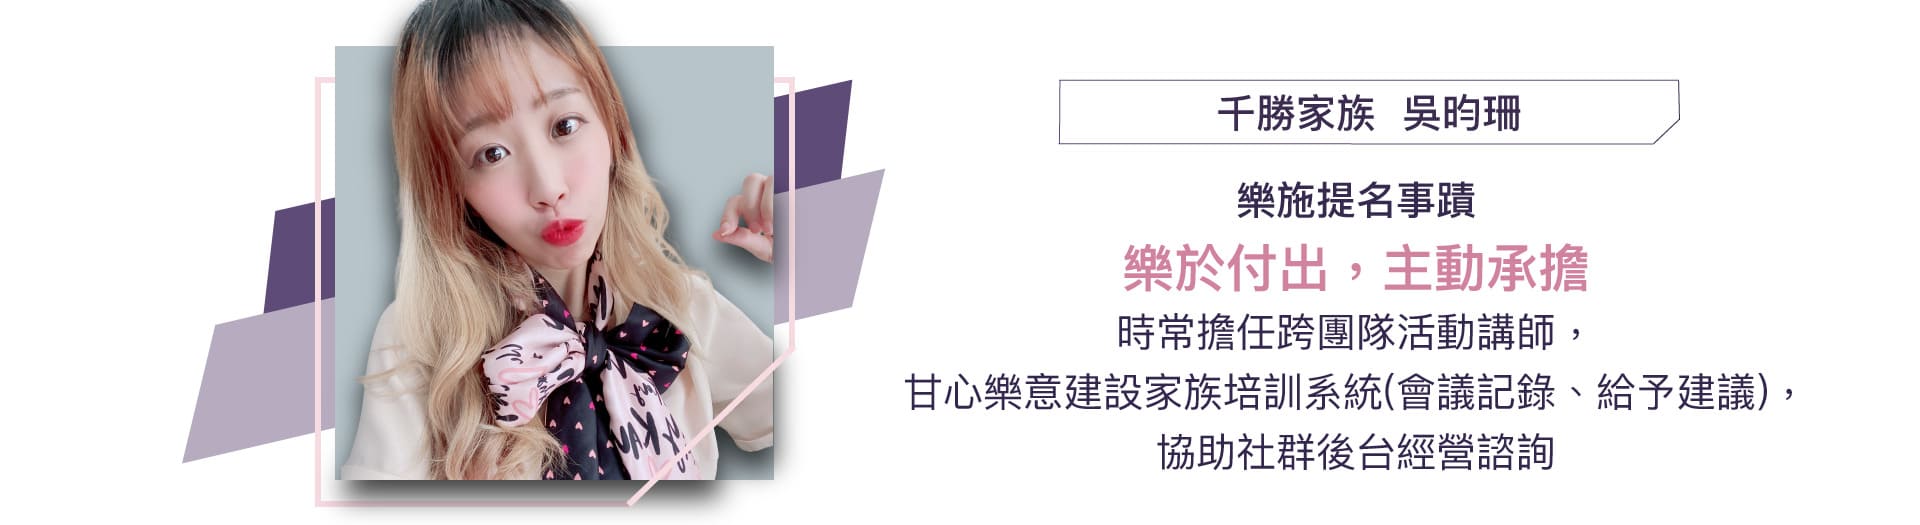 千勝家族 吳昀珊
樂施提名事蹟
樂於付出，主動承擔
時常擔任跨團隊活動講師，
甘心樂意建設家族培訓系統(會議記錄、給予建議)，
協助社群後台經營諮詢